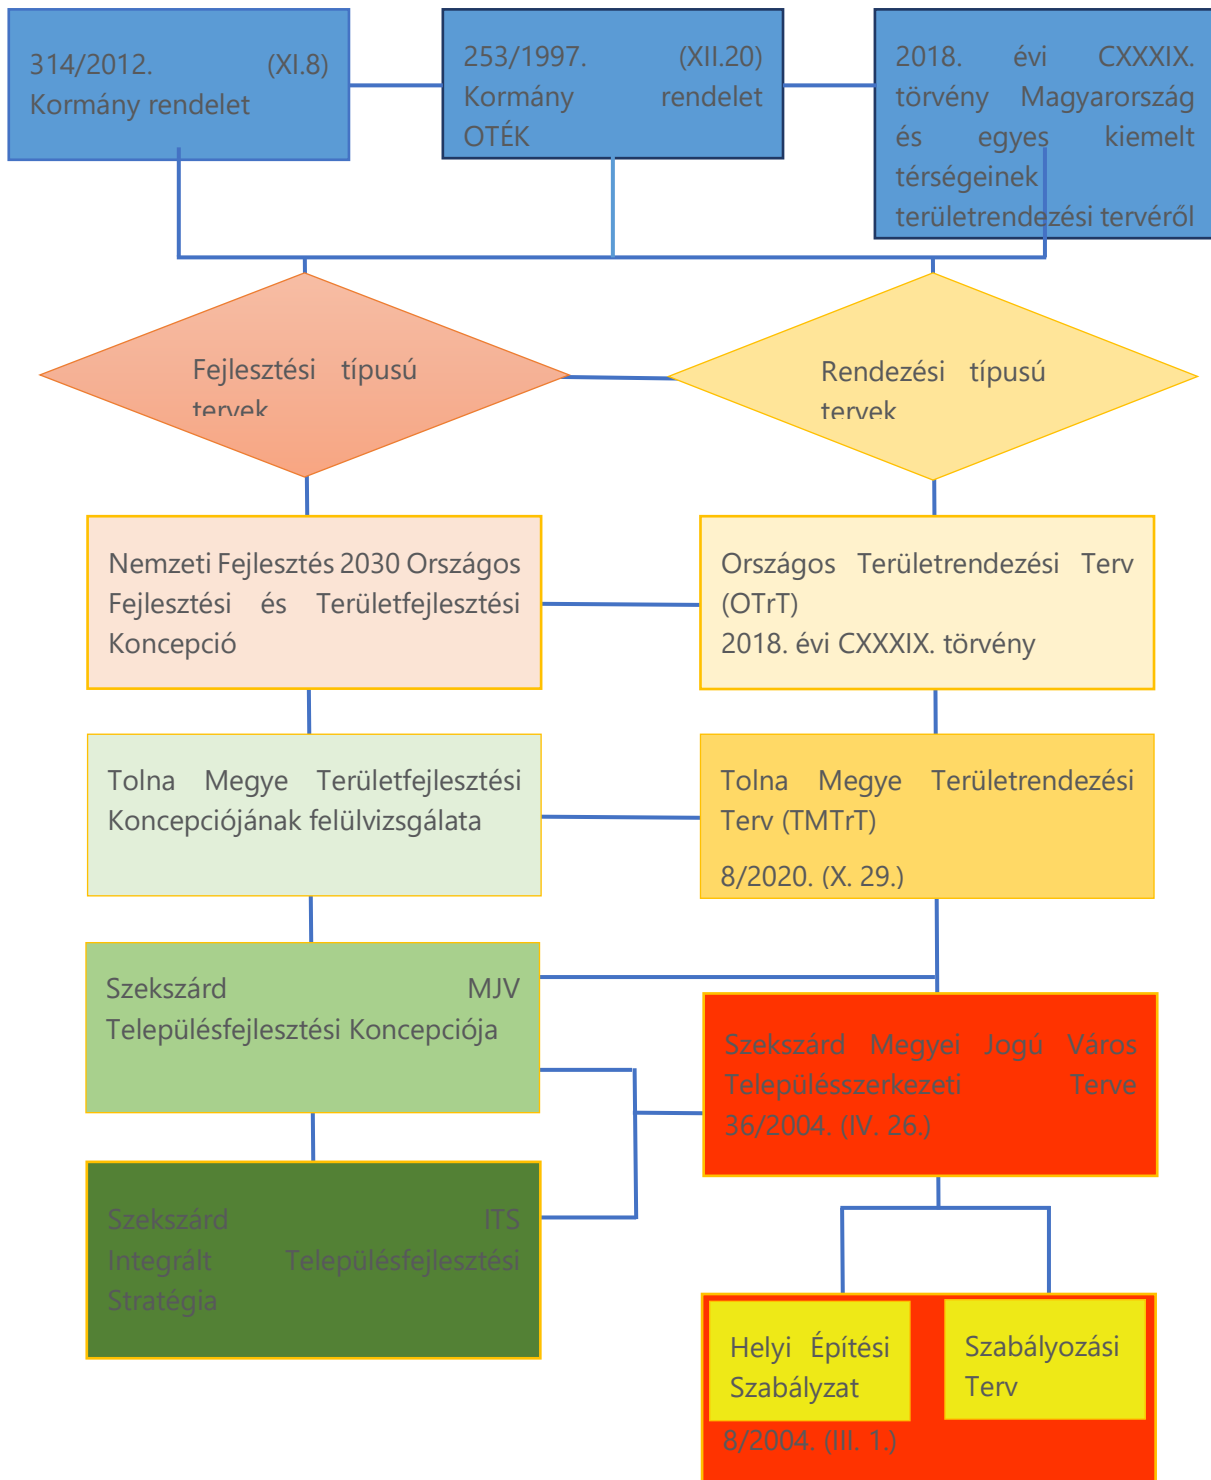 314/2012. (XI.8)
Kormány rendelet
253/1997. (XII.20)
Kormány rendelet
OTÉK
2018. évi CXXXIX.
törvény Magyarország
és egyes kiemelt
térségeinek
területrendezési tervéről
Fejlesztési típusú
tervek
Rendezési típusú
tervek
Nemzeti Fejlesztés 2030 Országos
Fejlesztési és Területfejlesztési
Koncepció
Országos Területrendezési Terv
(OTrT)
2018. évi CXXXIX. törvény
Tolna Megye Területfejlesztési
Koncepciójának felülvizsgálata
Tolna Megye Területrendezési
Terv (TMTrT)
8/2020. (X. 29.)
Szekszárd MJV
Településfejlesztési Koncepciója
Szekszárd Megyei Jogú Város
Településszerkezeti Terve
36/2004. (IV. 26.)
Szekszárd ITS
Integrált Településfejlesztési
Stratégia
Helyi Építési
Szabályzat
Szabályozási
Terv
8/2004. (III. 1.)